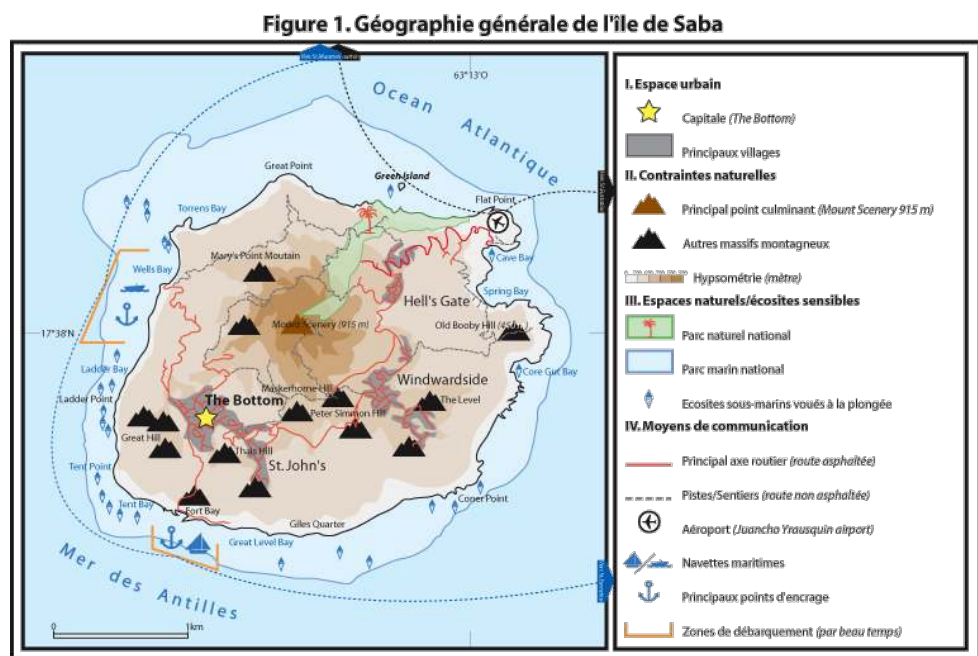 Figure 1. Géographie générale de l'île de Saba
63°13'O
Ocean Atlantique
Great Point
Green Island
Flat Point
Torrens Bay
Cave Bay
Mary's Point Moutain
Wells Bay
Spring Bay
Hell's Gate
17°38'N
Mount Scenery (915 m)
Old Booby Hill
Ladder Bay
Core Gut Bay
Windwardside
Maskerhorne Hill
Ladder Point
The Bottom
The Level
Peter Simmon Hill
Great Hill
Thais Hill
St. John's
Tent Point
Coner Point
Tent Bay
Fort Bay
Giles Quarter
Great Level Bay
Mer des Antilles
0
1km
I. Espace urbain
Capitale (The Bottom)
Principaux villages
II. Contraintes naturelles
Principal point culminant (Mount Scenery 915 m)
Autres massifs montagneux
Hypsométrie (mètre)
III. Espaces naturels/écosites sensibles
Parc naturel national
Parc marin national
Ecosites sous-marins voués à la plongée
IV. Moyens de communication
Principal axe routier (route asphaltée)
Pistes/Sentiers (route non asphaltée)
Aéroport (Juancho Yrausquin airport)
Navettes maritimes
Principaux points d'encrage
Zones de débarquement (par beau temps)